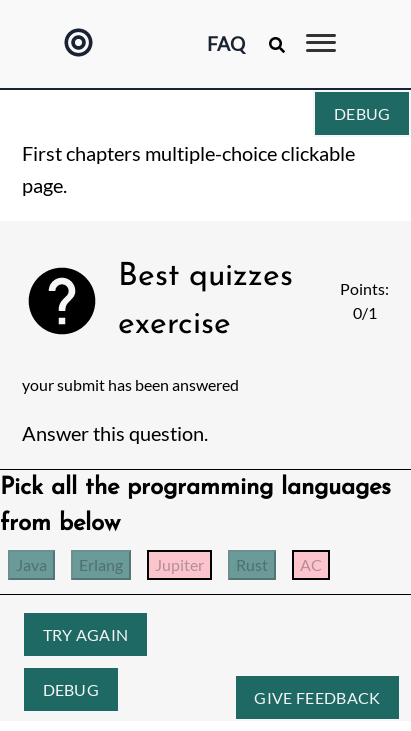 FAQ
DEBUG
First chapters multiple-choice clickable
page.
Best quizzes
exercise
Points:
0/1
your submit has been answered
Answer this question.
Pick all the programming languages
from below
Java Erlang Jupiter Rust AC
TRY AGAIN
DEBUG
GIVE FEEDBACK